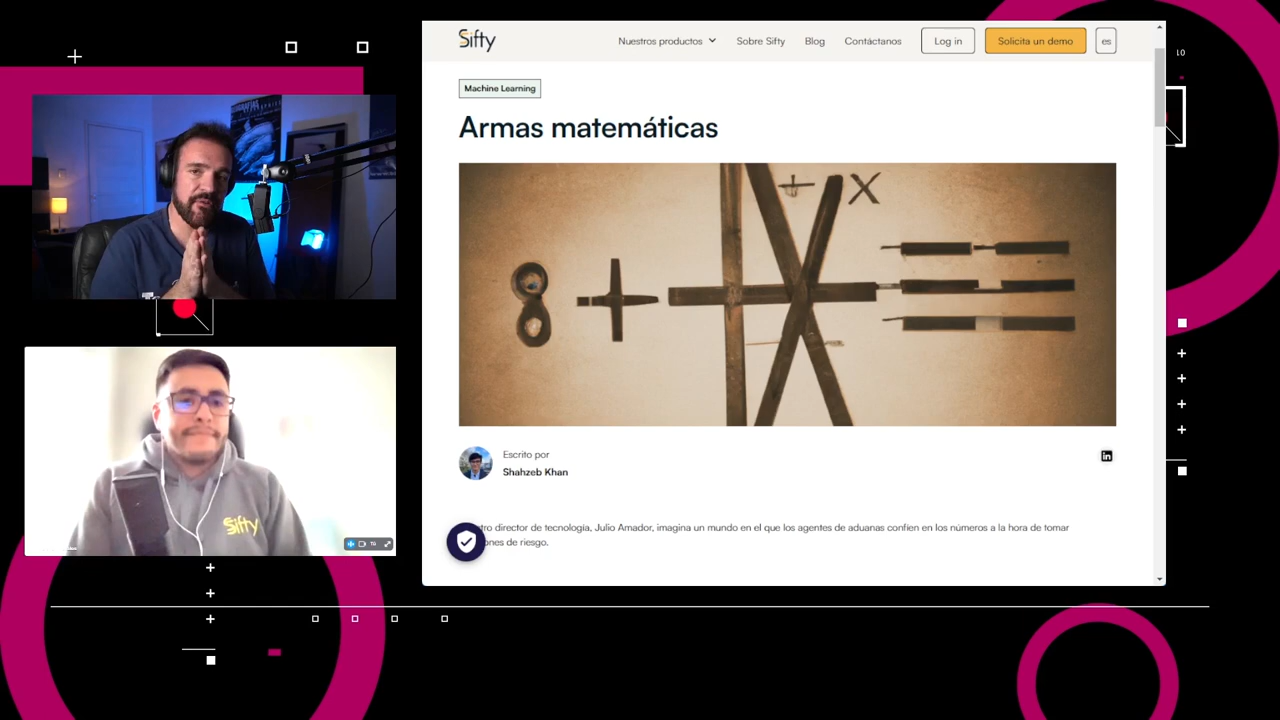 Sifty
Nuestros productos
Sobre Sifty
Blog
Contáctanos
Log in
Solicita un demo
es
Machine Learning
Armas matemáticas
Escrito por
Shahzeb Khan
director de tecnología, Julio Amador, imagina un mundo en el que los agentes de aduanas confíen en los números a la hora de tomar
de riesgo.
Sifty
10